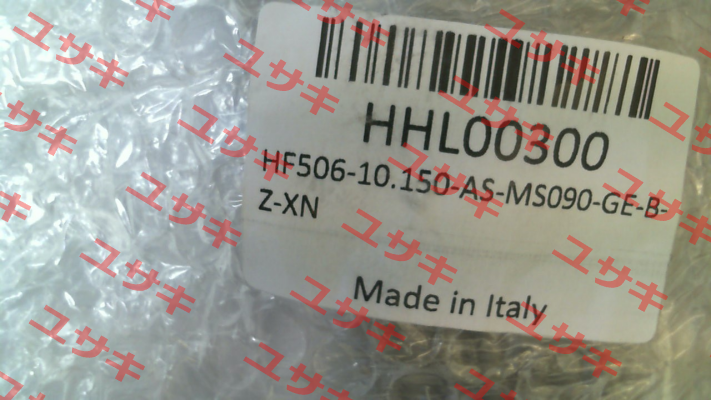 HHL00300
HF506-10.150-AS-MS090-GE-B-
Z-XN
Made in Italy
ユサキ